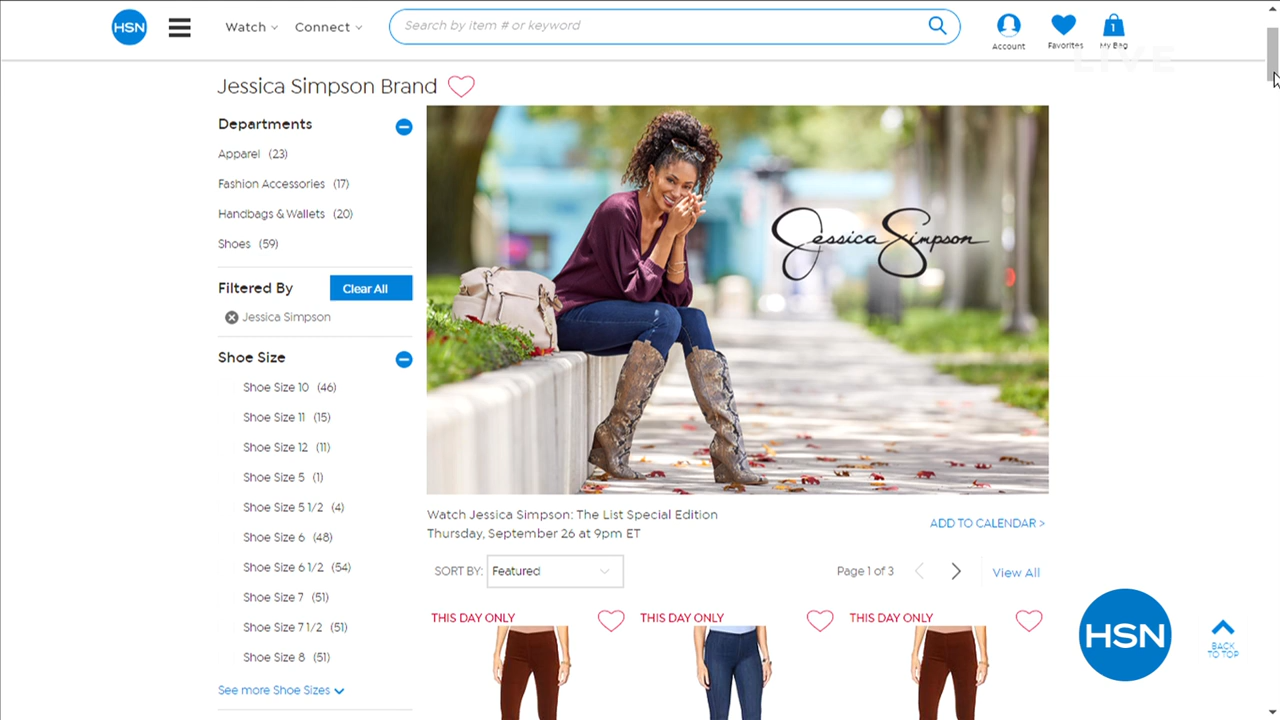 HSN
Watch
Connect
Search by item # or keyword
Account
Favorites
1
My Bag
LIVE
Jessica Simpson Brand
Departments
Apparel (23)
Fashion Accessories (17)
Handbags & Wallets (20)
Shoes (59)
Filtered By
Clear All
Jessica Simpson
Shoe Size
Shoe Size 10 (46)
Shoe Size 11 (15)
Shoe Size 12 (11)
Shoe Size 5 (1)
Shoe Size 5 1/2 (4)
Shoe Size 6 (48)
Shoe Size 6 1/2 (54)
Shoe Size 7 (51)
Shoe Size 7 1/2 (51)
Shoe Size 8 (51)
See more Shoe Sizes
Jessica Simpson
Watch Jessica Simpson: The List Special Edition
Thursday, September 26 at 9pm ET
ADD TO CALENDAR >
SORT BY: Featured
Page 1 of 3
View All
THIS DAY ONLY
THIS DAY ONLY
THIS DAY ONLY
HSN
BACK
TO TOP